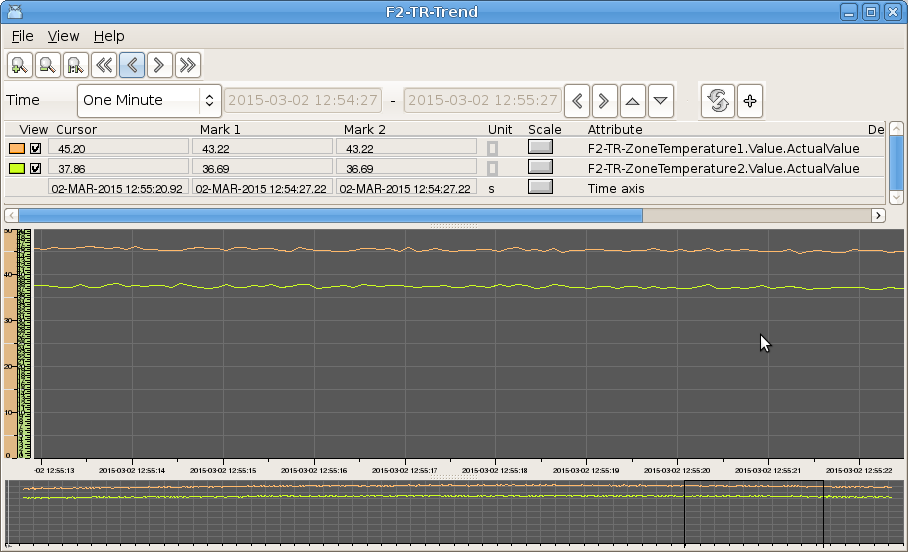 F2-TR-Trend
File View Help
Time One Minute 2015-03-02 12:54:27 - 2015-03-02 12:55:27
View Cursor Mark 1 Mark 2 Unit Scale Attribute De
45.20 43.22 43.22 F2-TR-ZoneTemperature1.Value.ActualValue
37.86 36.69 36.69 F2-TR-ZoneTemperature2.Value.ActualValue
02-MAR-2015 12:55:20.92 02-MAR-2015 12:54:27.22 02-MAR-2015 12:54:27.22 s Time axis
50
40
30
20
10
0
-02 12:55:13 2015-03-02 12:55:14 2015-03-02 12:55:15 2015-03-02 12:55:16 2015-03-02 12:55:17 2015-03-02 12:55:18 2015-03-02 12:55:19 2015-03-02 12:55:20 2015-03-02 12:55:21 2015-03-02 12:55:22